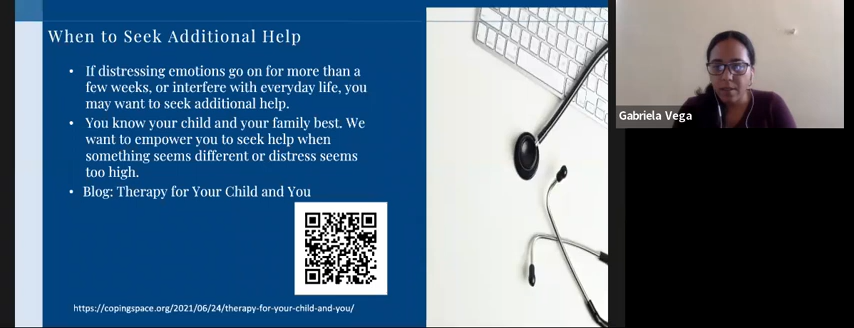 When to Seek Additional Help
• If distressing emotions go on for more than a
few weeks, or interfere with everyday life, you
may want to seek additional help.
• You know your child and your family best. We
want to empower you to seek help when
something seems different or distress seems
too high.
• Blog: Therapy for Your Child and You
https://copingspace.org/2021/06/24/therapy-for-your-child-and-you/
Gabriela Vega